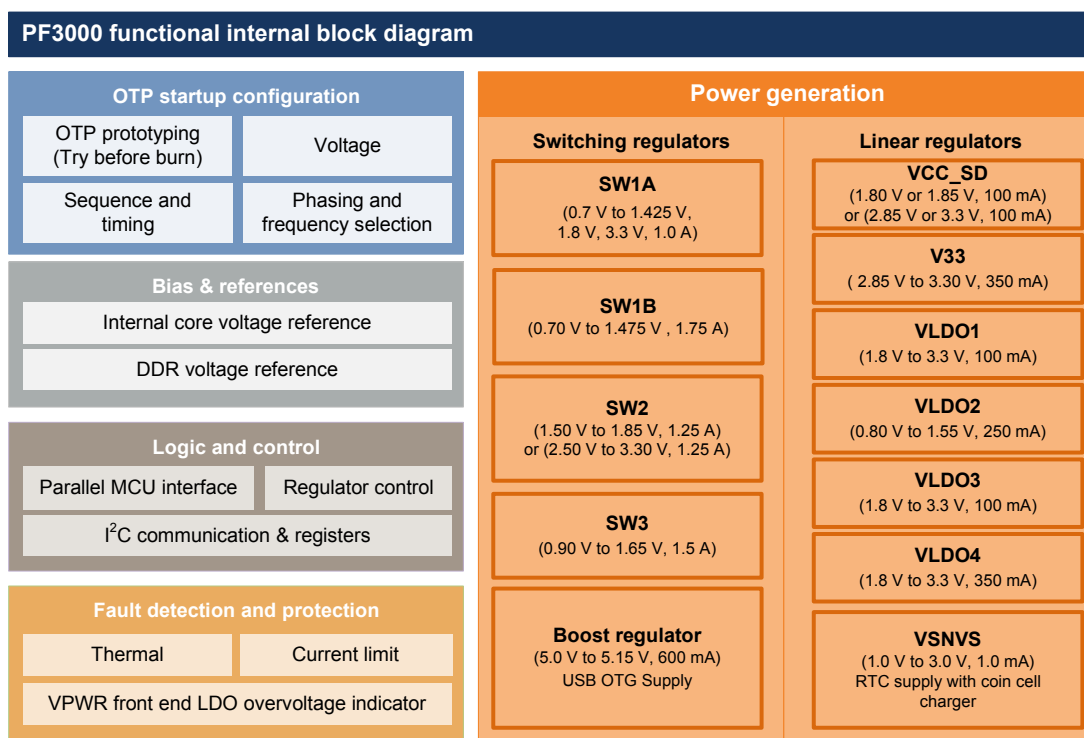 PF3000 functional internal block diagram
OTP startup configuration
OTP prototyping
(Try before burn)
Voltage
Sequence and
timing
Phasing and
frequency selection
Bias & references
Internal core voltage reference
DDR voltage reference
Logic and control
Parallel MCU interface
Regulator control
I²C communication & registers
Fault detection and protection
Thermal
Current limit
VPWR front end LDO overvoltage indicator
Power generation
Switching regulators
SW1A
(0.7 V to 1.425 V,
1.8 V, 3.3 V, 1.0 A)
SW1B
(0.70 V to 1.475 V , 1.75 A)
SW2
(1.50 V to 1.85 V, 1.25 A)
or (2.50 V to 3.30 V, 1.25 A)
SW3
(0.90 V to 1.65 V, 1.5 A)
Boost regulator
(5.0 V to 5.15 V, 600 mA)
USB OTG Supply
Linear regulators
VCC_SD
(1.80 V or 1.85 V, 100 mA)
or (2.85 V or 3.3 V, 100 mA)
V33
( 2.85 V to 3.30 V, 350 mA)
VLDO1
(1.8 V to 3.3 V, 100 mA)
VLDO2
(0.80 V to 1.55 V, 250 mA)
VLDO3
(1.8 V to 3.3 V, 100 mA)
VLDO4
(1.8 V to 3.3 V, 350 mA)
VSNVS
(1.0 V to 3.0 V, 1.0 mA)
RTC supply with coin cell
charger